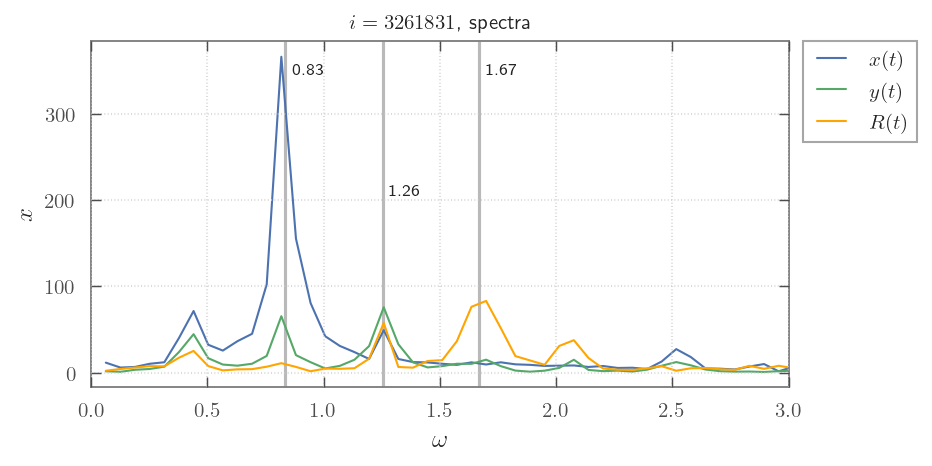 i = 3261831, spectra
x(t)
y(t)
R(t)
0.83
1.67
1.26
300
200
100
0
x
0.0 0.5 1.0 1.5 2.0 2.5 3.0
ω